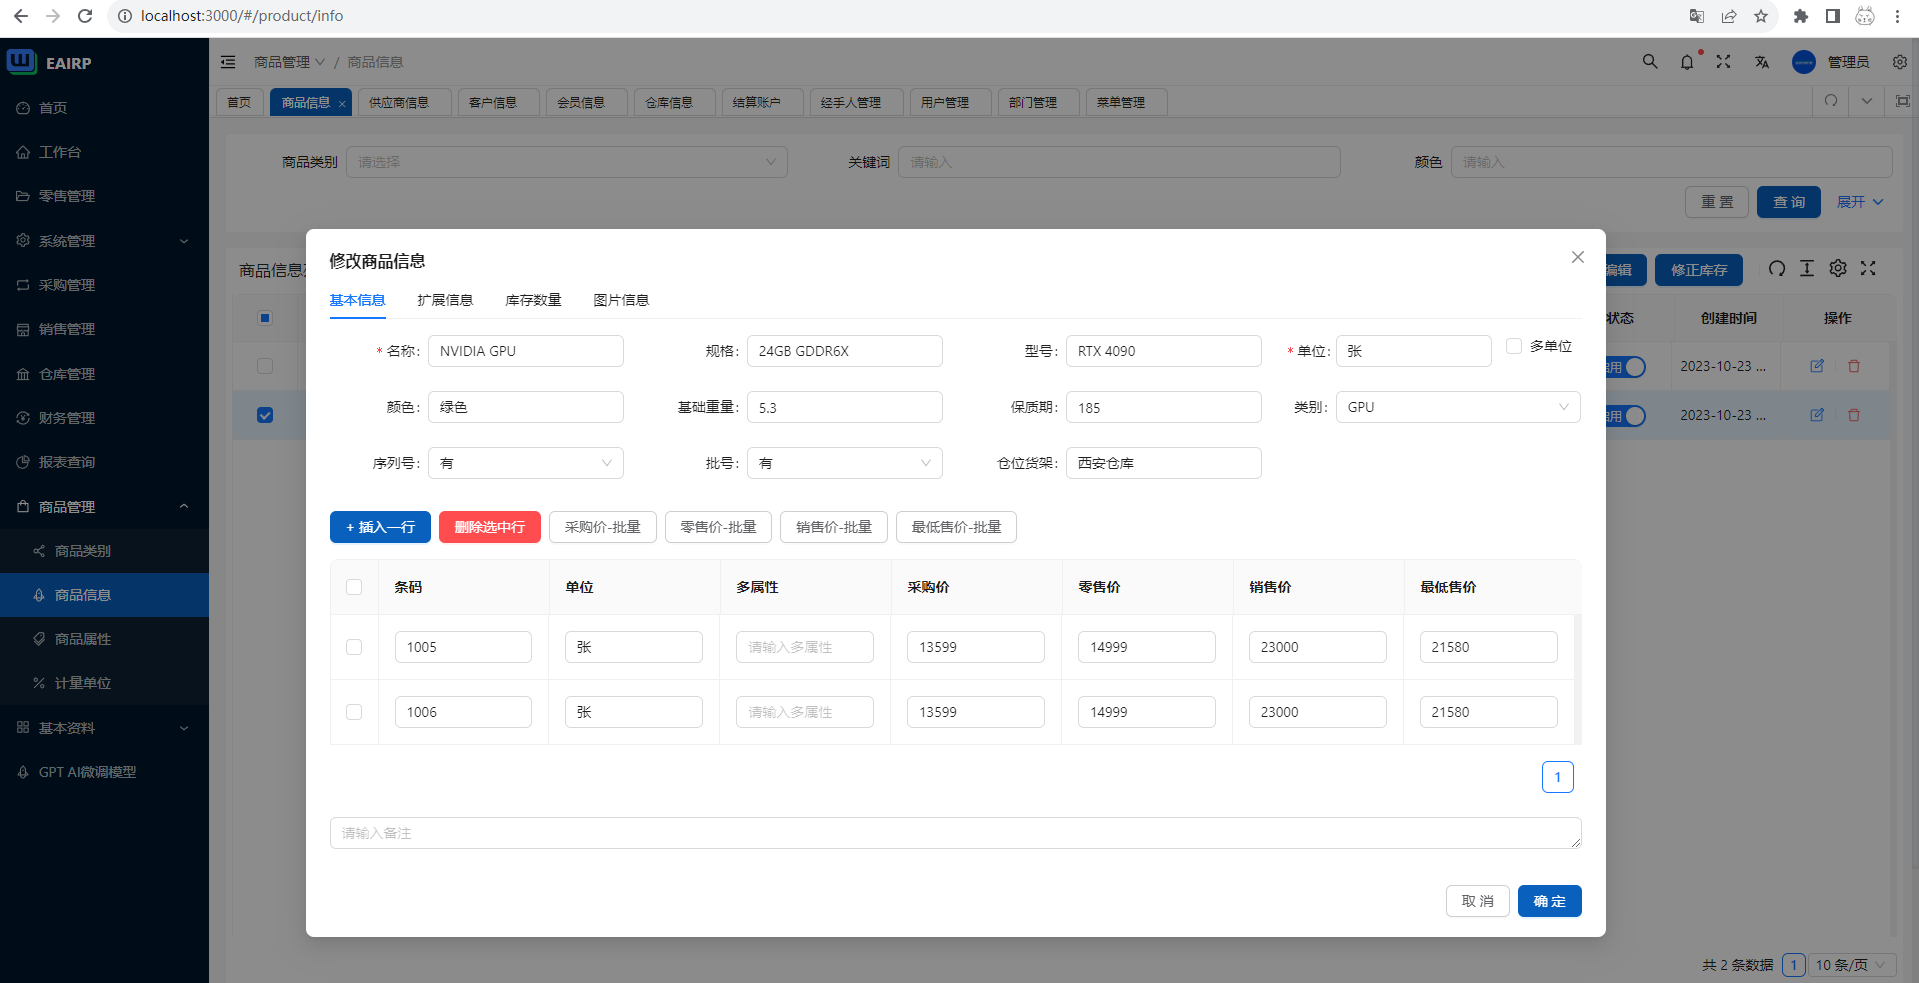 localhost:3000/#/product/info
EAIRP
首页
工作台
零售管理
系统管理
采购管理
销售管理
仓库管理
财务管理
报表查询
商品管理
商品类别
商品信息
商品属性
计量单位
基本资料
GPT AI微调模型
商品管理 / 商品信息
管理员
首页 商品信息 供应商信息 客户信息 会员信息 仓库信息 结算账户 经手人管理 用户管理 部门管理 菜单管理
商品类别 请选择 关键词 请输入 颜色 请输入
重 置 查 询 展开
商品信息
编辑 修正库存
状态 创建时间 操作
用 2023-10-23 ...
用 2023-10-23 ...
修改商品信息
基本信息 扩展信息 库存数量 图片信息
* 名称: NVIDIA GPU 规格: 24GB GDDR6X 型号: RTX 4090 * 单位: 张 多单位
颜色: 绿色 基础重量: 5.3 保质期: 185 类别: GPU
序列号: 有 批号: 有 仓位货架: 西安仓库
+ 插入一行 删除选中行 采购价-批量 零售价-批量 销售价-批量 最低售价-批量
条码 单位 多属性 采购价 零售价 销售价 最低售价
1005 张 请输入多属性 13599 14999 23000 21580
1006 张 请输入多属性 13599 14999 23000 21580
1
请输入备注
取 消 确 定
共 2 条数据 1 10 条/页